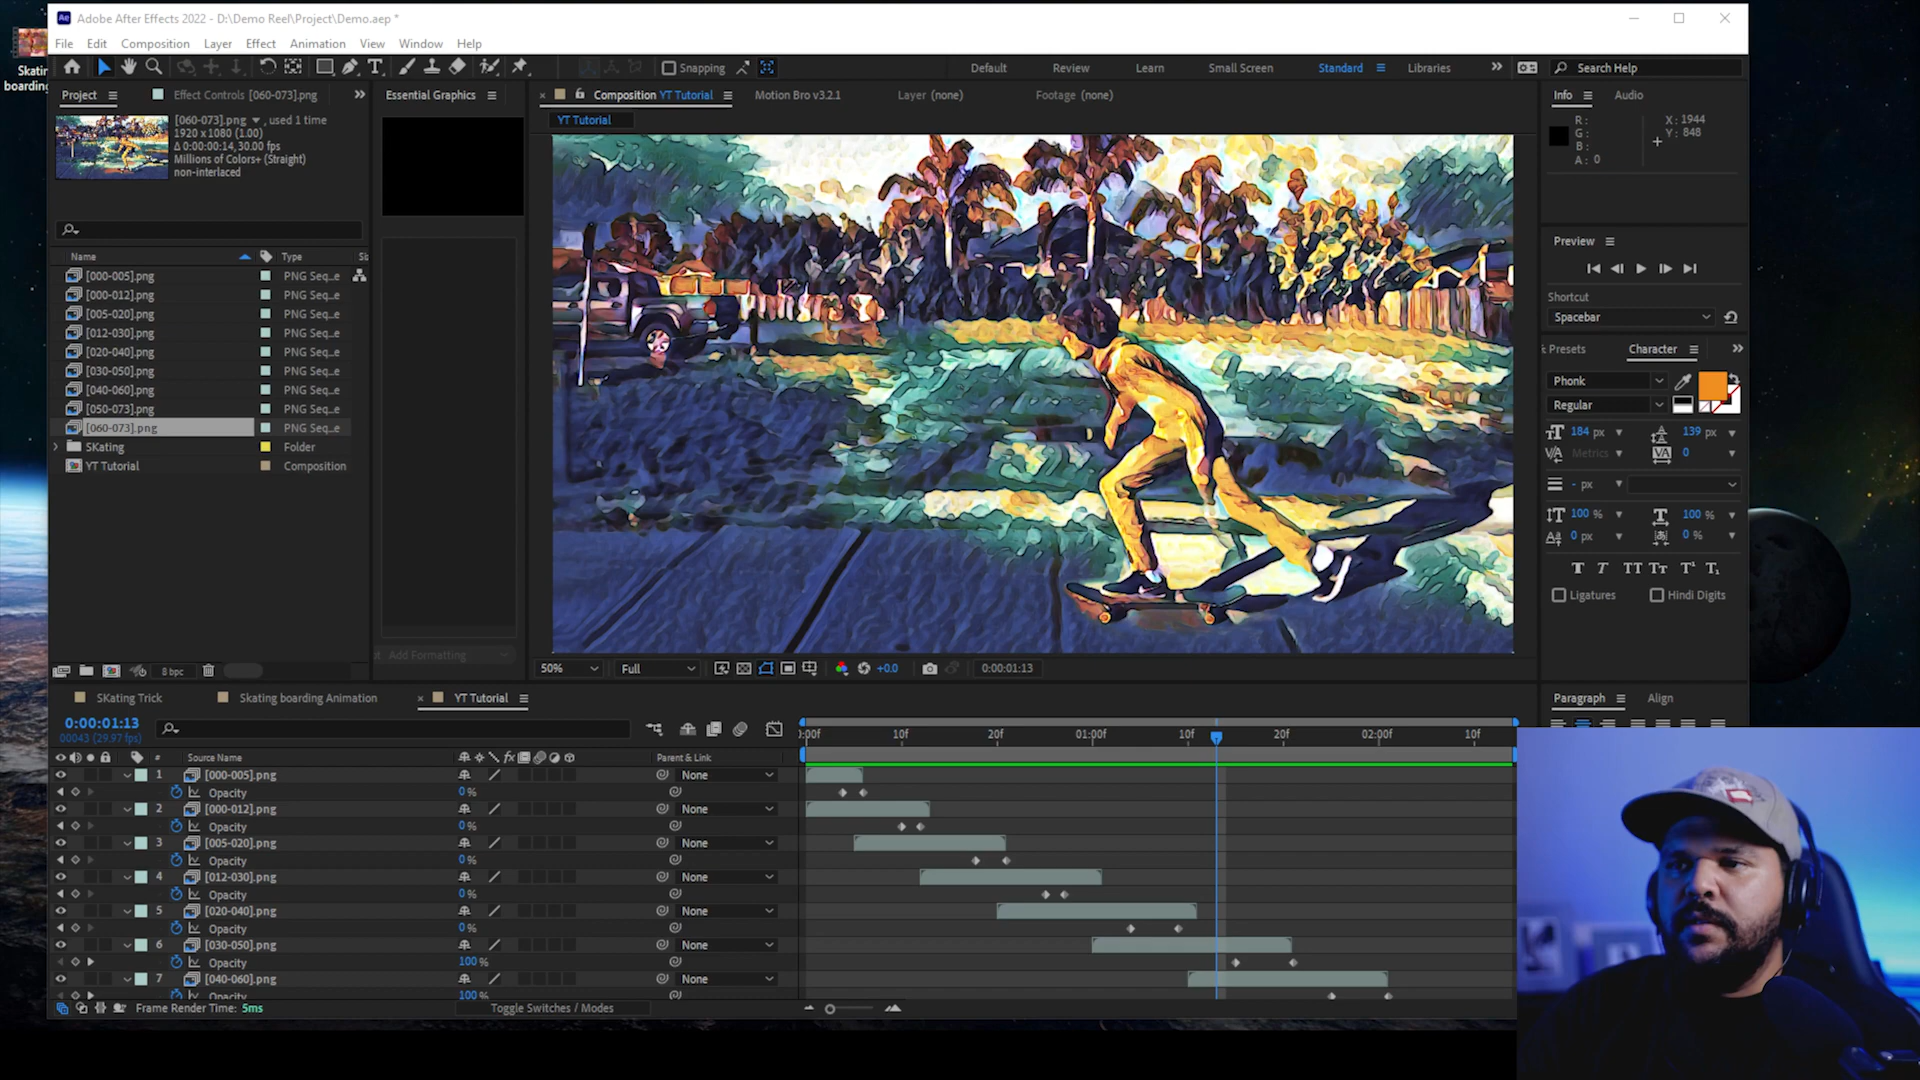 Adobe After Effects 2022 - D:\Demo Reel\Project\Demo.aep *
File Edit Composition Layer Effect Animation View Window Help
Snapping
Default Review Learn Small Screen Standard Libraries Search Help
Project Effect Controls [060-073].png
Essential Graphics
Composition YT Tutorial Motion Bro v3.2.1 Layer (none) Footage (none)
Info Audio
YT Tutorial
[060-073].png , used 1 time
1920 x 1080 (1.00)
Δ 0:00:00:14, 30.00 fps
Millions of Colors+ (Straight)
non-interlaced
R:
G:
B:
A: 0
X: 1944
Y: 848
Preview
Shortcut
Spacebar
Presets Character
Phonk
Regular
184 px 139 px
Metrics 0
- px
100 % 100 %
0 px 0 %
T T TT Tт T¹ T₁
Ligatures Hindi Digits
Paragraph Align
Name Type
[000-005].png PNG Seq...e
[000-012].png PNG Seq...e
[005-020].png PNG Seq...e
[012-030].png PNG Seq...e
[020-040].png PNG Seq...e
[030-050].png PNG Seq...e
[040-060].png PNG Seq...e
[050-073].png PNG Seq...e
[060-073].png PNG Seq...e
SKating Folder
YT Tutorial Composition
8 bpc
Add Formatting
50% Full +0.0 0:00:01:13
SKating Trick Skating boarding Animation YT Tutorial
0:00:01:13
00043 (29.97 fps)
:00f 10f 20f 01:00f 10f 20f 02:00f 10f
# Source Name fx Parent & Link
1 [000-005].png None
Opacity 0 %
2 [000-012].png None
Opacity 0 %
3 [005-020].png None
Opacity 0 %
4 [012-030].png None
Opacity 0 %
5 [020-040].png None
Opacity 0 %
6 [030-050].png None
Opacity 100 %
7 [040-060].png None
Opacity 100 %
Frame Render Time: 5ms Toggle Switches / Modes
boarding